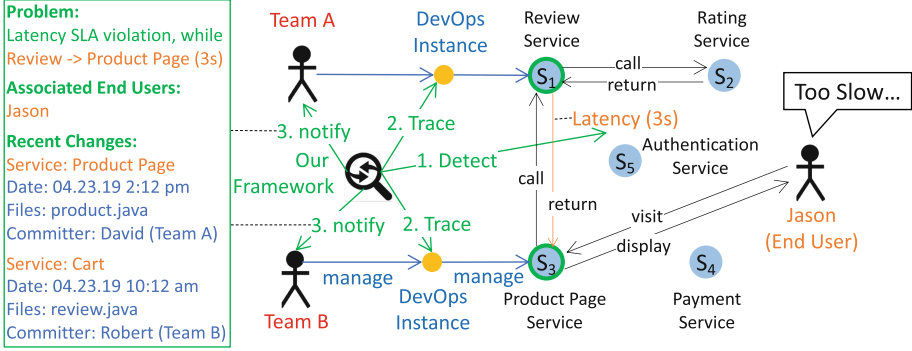 Problem:
Latency SLA violation, while
Review -> Product Page (3s)
Associated End Users:
Jason
Recent Changes:
Service: Product Page
Date: 04.23.19 2:12 pm
Files: product.java
Committer: David (Team A)
Service: Cart
Date: 04.23.19 10:12 am
Files: review.java
Committer: Robert (Team B)
Team A
DevOps
Instance
Review
Service
Rating
Service
S1
call
return
S2
Too Slow...
3. notify
2. Trace
Latency (3s)
Our
Framework
1. Detect
S5
Authentication
Service
call
return
3. notify
2. Trace
visit
display
Jason
(End User)
manage
manage
S3
S4
Team B
DevOps
Instance
Product Page
Service
Payment
Service